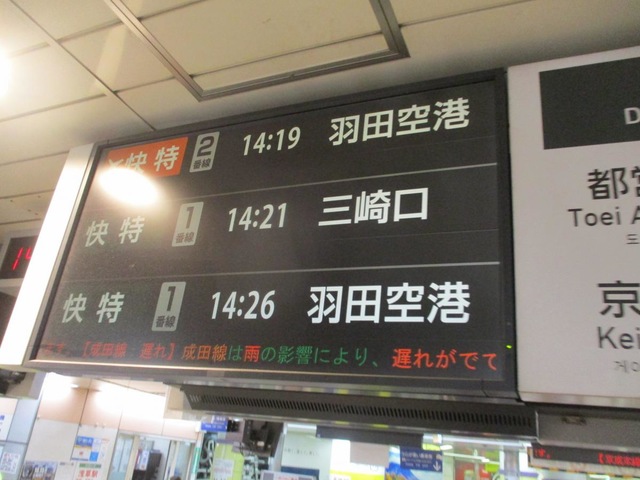 快特 2番線 14:19 羽田空港
快特 1番線 14:21 三崎口
快特 1番線 14:26 羽田空港
【成田線 遅れ】成田線は雨の影響により、遅れがでて
都営
Toei A
京
Kei